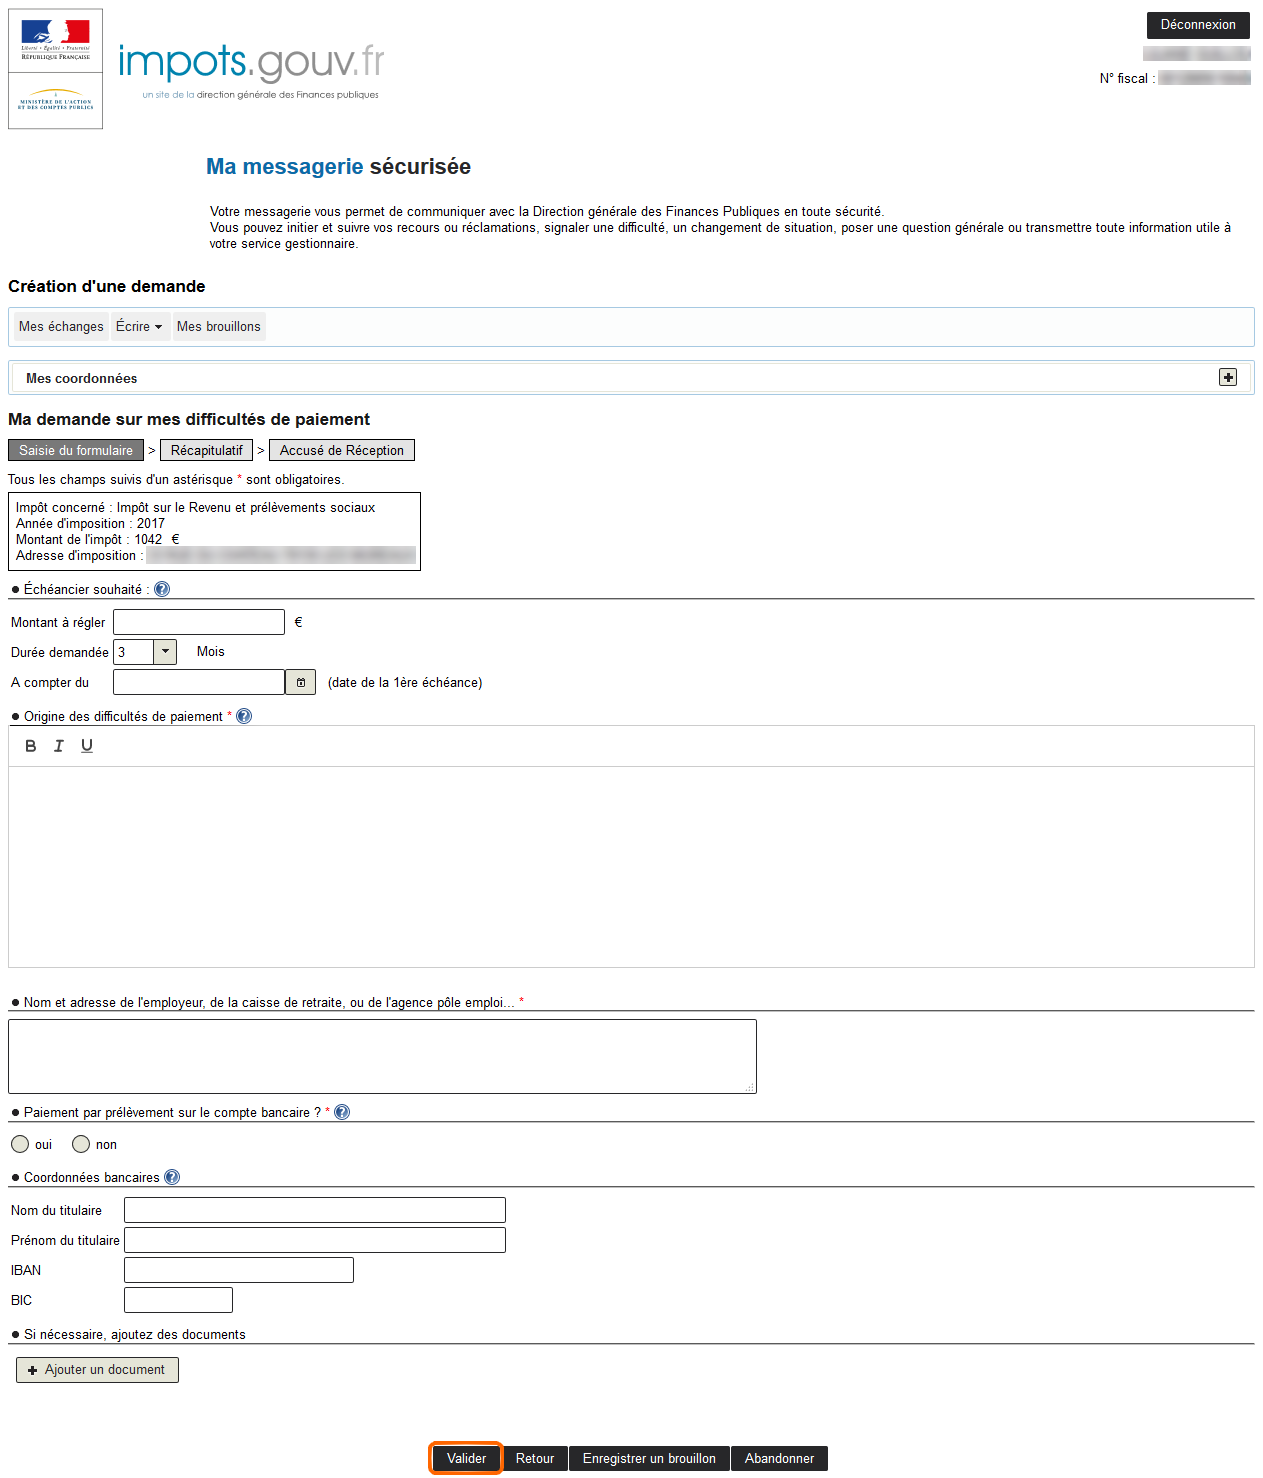 Liberté • Égalité • Fraternité
RÉPUBLIQUE FRANÇAISE
MINISTÈRE DE L'ACTION
ET DES COMPTES PUBLICS
impots.gouv.fr
un site de la direction générale des Finances publiques
Déconnexion
N° fiscal :
Ma messagerie sécurisée
Votre messagerie vous permet de communiquer avec la Direction générale des Finances Publiques en toute sécurité.
Vous pouvez initier et suivre vos recours ou réclamations, signaler une difficulté, un changement de situation, poser une question générale ou transmettre toute information utile à
votre service gestionnaire.
Création d'une demande
Mes échanges Écrire Mes brouillons
Mes coordonnées
Ma demande sur mes difficultés de paiement
Saisie du formulaire > Récapitulatif > Accusé de Réception
Tous les champs suivis d'un astérisque * sont obligatoires.
Impôt concerné : Impôt sur le Revenu et prélèvements sociaux
Année d'imposition : 2017
Montant de l'impôt : 1042 €
Adresse d'imposition :
● Échéancier souhaité : ?
Montant à régler €
Durée demandée 3 Mois
A compter du (date de la 1ère échéance)
● Origine des difficultés de paiement * ?
B I U
● Nom et adresse de l'employeur, de la caisse de retraite, ou de l'agence pôle emploi... *
● Paiement par prélèvement sur le compte bancaire ? * ?
oui non
● Coordonnées bancaires ?
Nom du titulaire
Prénom du titulaire
IBAN
BIC
● Si nécessaire, ajoutez des documents
+ Ajouter un document
Valider Retour Enregistrer un brouillon Abandonner